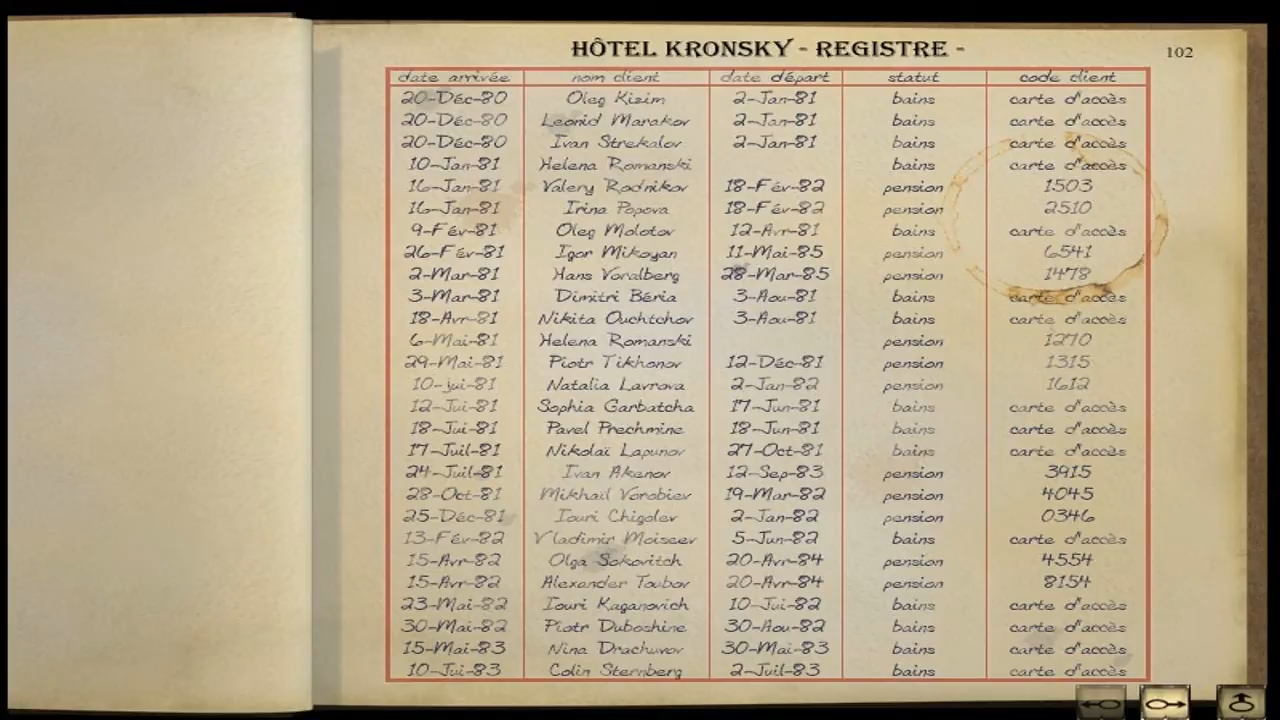 HÔTEL KRONSKY - REGISTRE - 102
date arrivée nom client date départ statut code client
20-Déc-80 Oleg Kizim 2-Jan-81 bains carte d'accès
20-Déc-80 Leonid Marakov 2-Jan-81 bains carte d'accès
20-Déc-80 Ivan Strekalov 2-Jan-81 bains carte d'accès
10-Jan-81 Helena Romanski bains carte d'accès
16-Jan-81 Valery Rodnikov 18-Fév-82 pension 1503
16-Jan-81 Irina Popova 18-Fév-82 pension 2510
9-Fév-81 Oleg Molotov 12-Avr-81 bains carte d'accès
26-Fév-81 Igor Mikoyan 11-Mai-85 pension 6541
2-Mar-81 Hans Voralberg 28-Mar-85 pension 1478
3-Mar-81 Dimitri Béria 3-Aou-81 bains carte d'accès
18-Avr-81 Nikita Ouchtchov 3-Aou-81 bains carte d'accès
6-Mai-81 Helena Romanski pension 1270
29-Mai-81 Piotr Tikhonov 12-Déc-81 pension 1315
10-jui-81 Natalia Lavrova 2-Jan-82 pension 1612
12-Jui-81 Sophia Garbatcha 17-Jun-81 bains carte d'accès
18-Jui-81 Pavel Prechmine 18-Jun-81 bains carte d'accès
17-Juil-81 Nikolaï Lapunov 27-Oct-81 bains carte d'accès
24-Juil-81 Ivan Akenov 12-Sep-83 pension 3915
28-Oct-81 Mikhail Vorobiev 19-Mar-82 pension 4045
25-Déc-81 Iouri Chigolev 2-Jan-82 pension 0346
13-Fév-82 Vladimir Moiseev 5-Jun-82 bains carte d'accès
15-Avr-82 Olga Sokovitch 20-Avr-84 pension 4554
15-Avr-82 Alexander Toubov 20-Avr-84 pension 8154
23-Mai-82 Iouri Kaganovich 10-Jui-82 bains carte d'accès
30-Mai-82 Piotr Duboshine 30-Aou-82 bains carte d'accès
15-Mai-83 Nina Drachuvov 30-Mai-83 bains carte d'accès
10-Jui-83 Colin Sternberg 2-Juil-83 bains carte d'accès